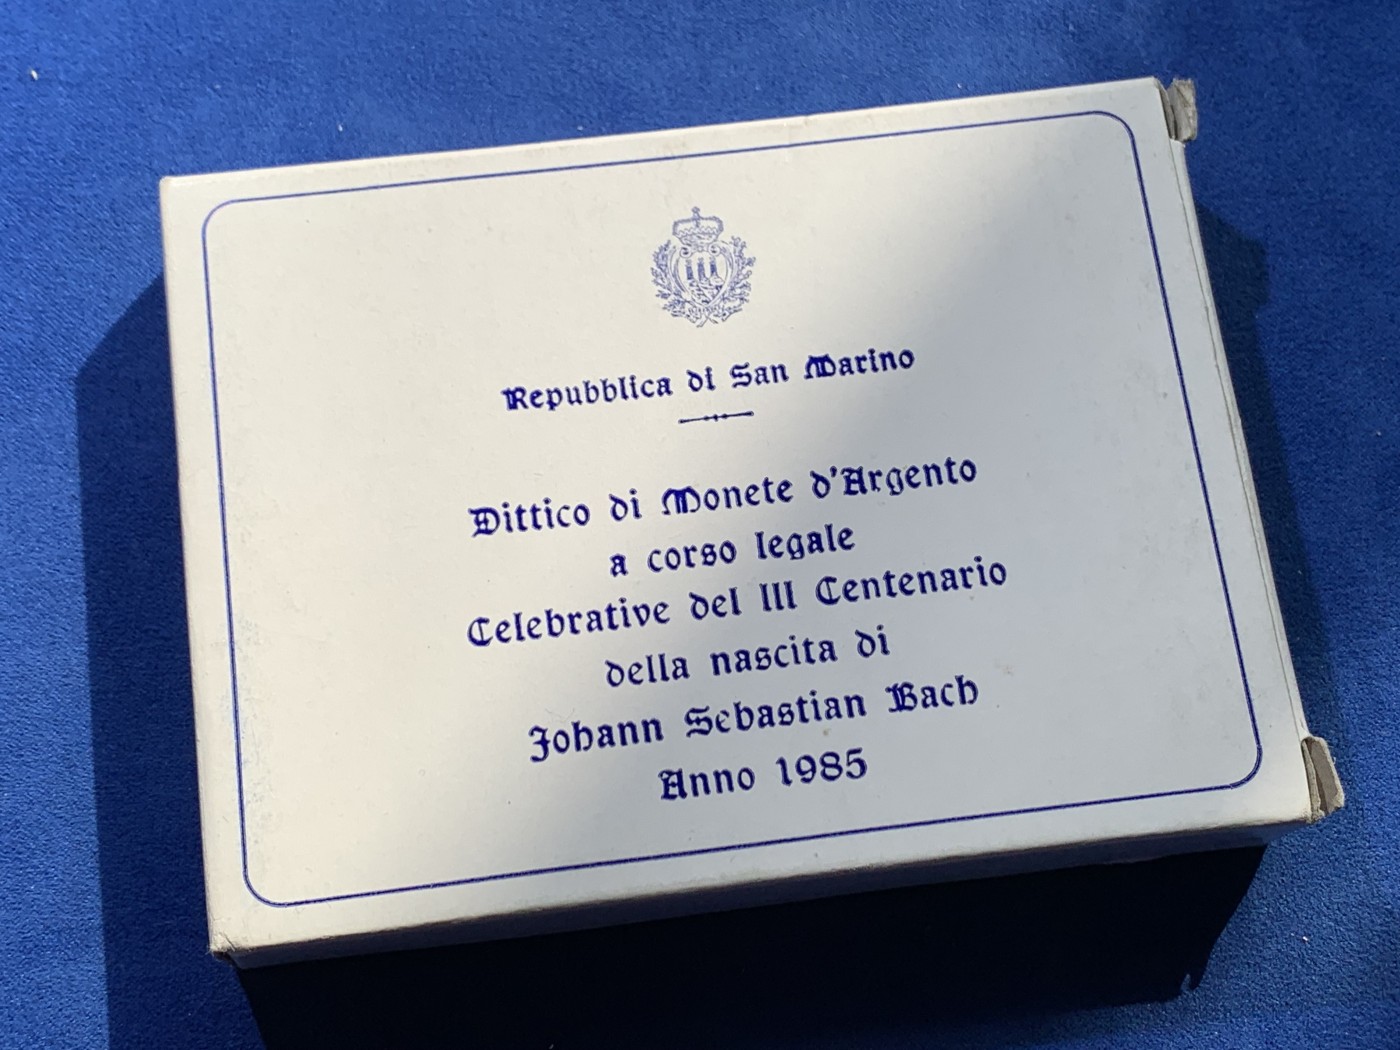 Repubblica di San Marino
Dittico di Monete d'Argento
a corso legale
Celebrative del III Centenario
della nascita di
Johann Sebastian Bach
Anno 1985